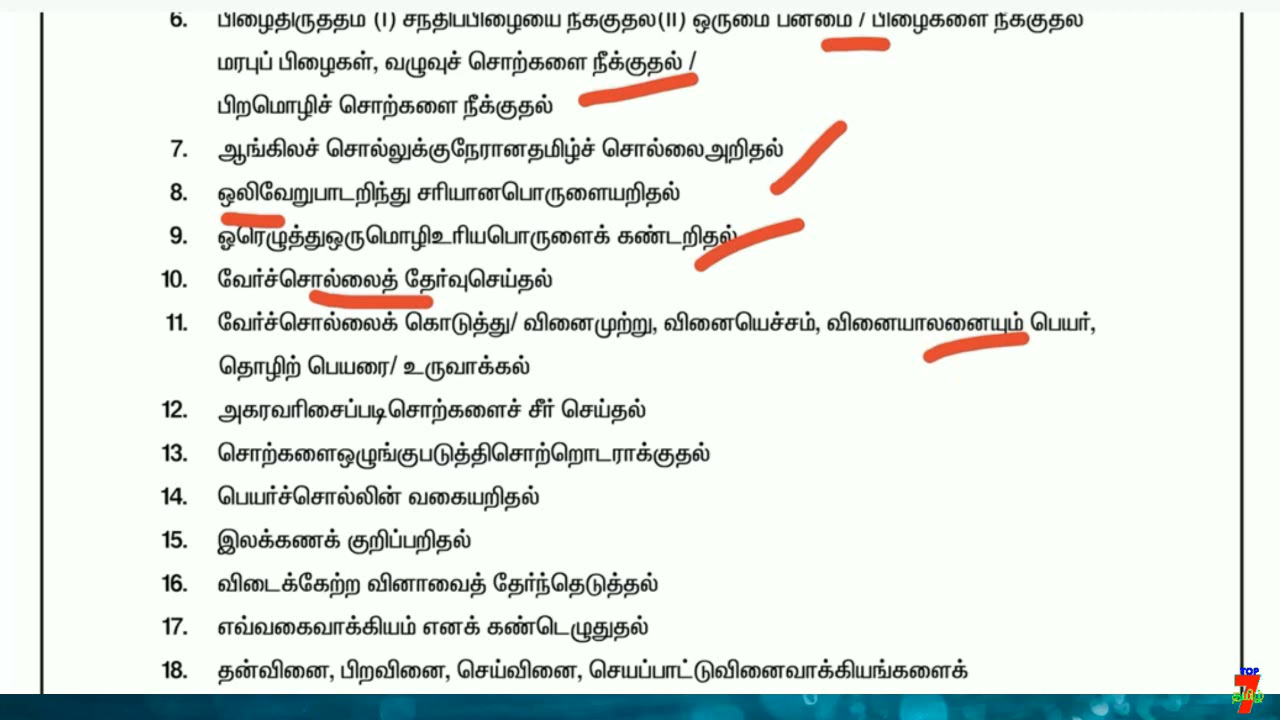 6. பிழைதிருத்தம் (i) சந்திப்பிழையை நீக்குதல்(ii) ஒருமை பன்மை / பிழைகளை நீக்குதல்
மரபுப் பிழைகள், வழுவுச் சொற்களை நீக்குதல் /
பிறமொழிச் சொற்களை நீக்குதல்
7. ஆங்கிலச் சொல்லுக்குநேரானதமிழ்ச் சொல்லைஅறிதல்
8. ஒலிவேறுபாடறிந்து சரியானபொருளையறிதல்
9. ஓரெழுத்துஒருமொழிஉரியபொருளைக் கண்டறிதல்
10. வேர்ச்சொல்லைத் தேர்வுசெய்தல்
11. வேர்ச்சொல்லைக் கொடுத்து/ வினைமுற்று, வினையெச்சம், வினையாலனையும் பெயர்,
தொழிற் பெயரை/ உருவாக்கல்
12. அகரவரிசைப்படிசொற்களைச் சீர் செய்தல்
13. சொற்களைஒழுங்குபடுத்திசொற்றொடராக்குதல்
14. பெயர்ச்சொல்லின் வகையறிதல்
15. இலக்கணக் குறிப்பறிதல்
16. விடைக்கேற்ற வினாவைத் தேர்ந்தெடுத்தல்
17. எவ்வகைவாக்கியம் எனக் கண்டெழுதுதல்
18. தன்வினை, பிறவினை, செய்வினை, செயப்பாட்டுவினைவாக்கியங்களைக்
TOP
7
தமிழ்